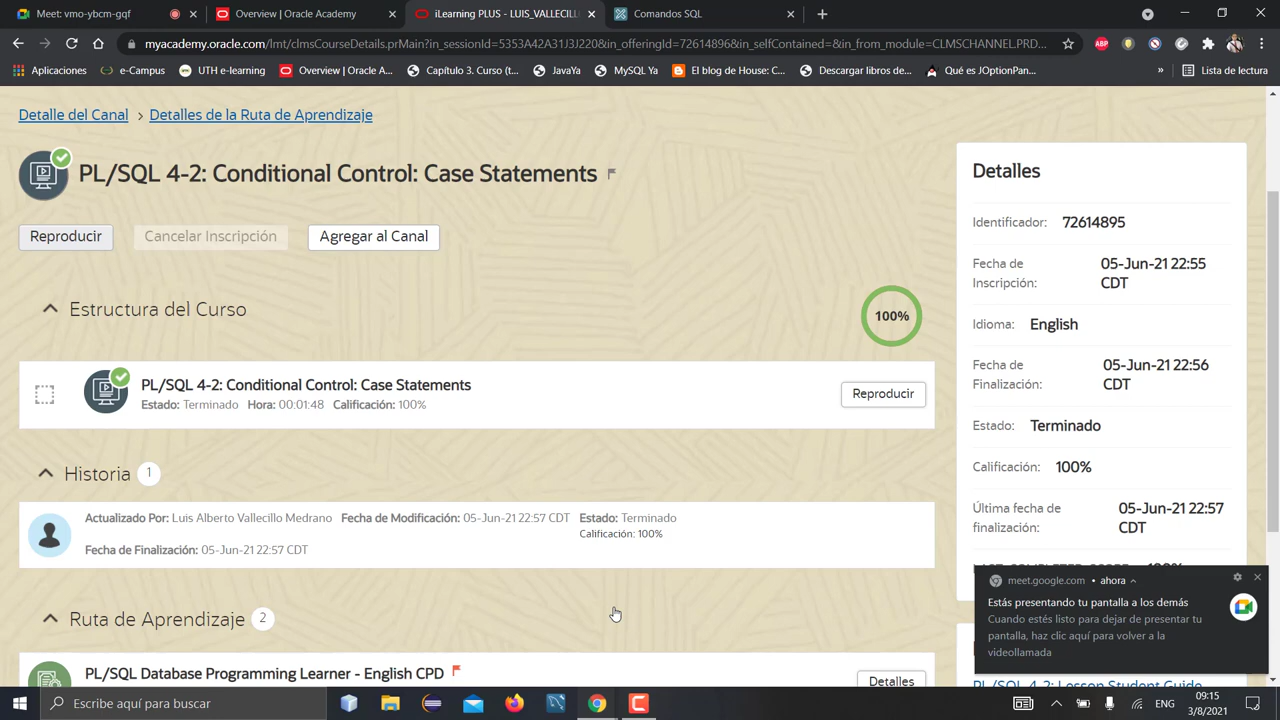 Meet: vmo-ybcm-gqf
Overview | Oracle Academy
iLearning PLUS - LUIS_VALLECILL
Comandos SQL
myacademy.oracle.com/lmt/clmsCourseDetails.prMain?in_sessionId=5353A42A31J3J220&in_offeringId=72614896&in_selfContained=&in_from_module=CLMSCHANNEL.PRD...
Aplicaciones
e-Campus
UTH e-learning
Overview | Oracle A...
Capítulo 3. Curso (t...
JavaYa
MySQL Ya
El blog de House: C...
Descargar libros de...
Qué es JOptionPan...
»
Lista de lectura
Detalle del Canal > Detalles de la Ruta de Aprendizaje
PL/SQL 4-2: Conditional Control: Case Statements
Reproducir
Cancelar Inscripción
Agregar al Canal
Estructura del Curso
100%
PL/SQL 4-2: Conditional Control: Case Statements
Estado: Terminado Hora: 00:01:48 Calificación: 100%
Reproducir
Historia 1
Actualizado Por: Luis Alberto Vallecillo Medrano Fecha de Modificación: 05-Jun-21 22:57 CDT Estado: Terminado
Calificación: 100%
Fecha de Finalización: 05-Jun-21 22:57 CDT
Ruta de Aprendizaje 2
PL/SQL Database Programming Learner - English CPD
Detalles
Detalles
Identificador: 72614895
Fecha de Inscripción: 05-Jun-21 22:55 CDT
Idioma: English
Fecha de Finalización: 05-Jun-21 22:56 CDT
Estado: Terminado
Calificación: 100%
Última fecha de finalización: 05-Jun-21 22:57 CDT
meet.google.com • ahora
Estás presentando tu pantalla a los demás
Cuando estés listo para dejar de presentar tu
pantalla, haz clic aquí para volver a la
videollamada
PL/SQL 4-2: Lesson Student Guide
Escribe aquí para buscar
ENG
09:15
3/8/2021